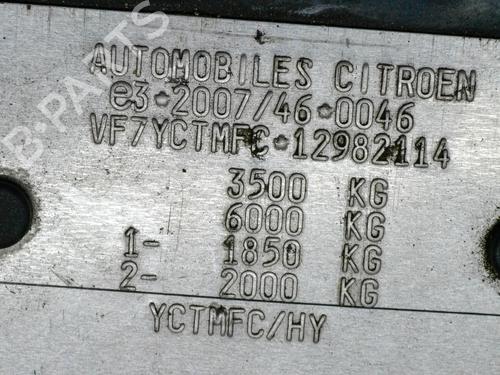 AUTOMOBILES CITROEN
e3*2007/46*0046
VF7YCTMFC*12982114
3500 KG
6000 KG
1- 1850 KG
2- 2000 KG
YCTMFC/HY
B-PARTS